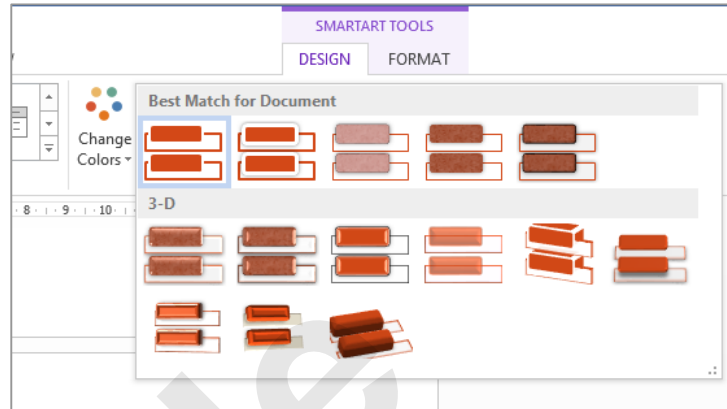 SMARTART TOOLS
DESIGN FORMAT
Best Match for Document
Change
Colors
3-D
8 9 10